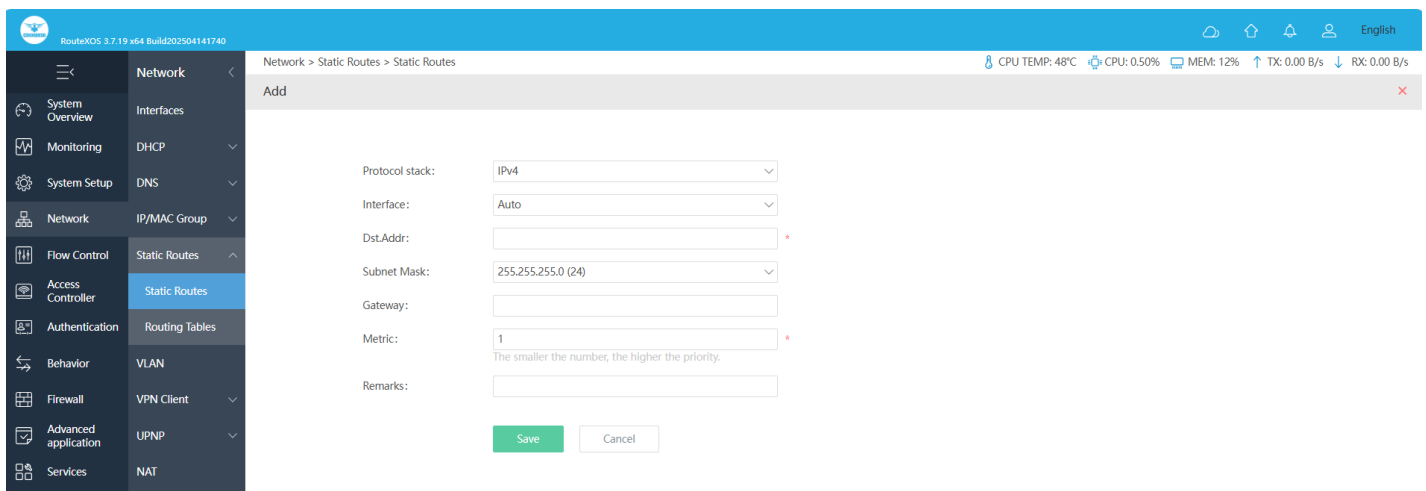 RouteXOS 3.7.19 x64 Build202504141740
English
Network
Network > Static Routes > Static Routes
CPU TEMP: 48℃ CPU: 0.50% MEM: 12% TX: 0.00 B/s RX: 0.00 B/s
Add
System
Overview
Monitoring
System Setup
Network
Flow Control
Access
Controller
Authentication
Behavior
Firewall
Advanced
application
Services
Interfaces
DHCP
DNS
IP/MAC Group
Static Routes
Static Routes
Routing Tables
VLAN
VPN Client
UPNP
NAT
Protocol stack: IPv4
Interface: Auto
Dst.Addr: *
Subnet Mask: 255.255.255.0 (24)
Gateway:
Metric: 1 *
The smaller the number, the higher the priority.
Remarks:
Save Cancel